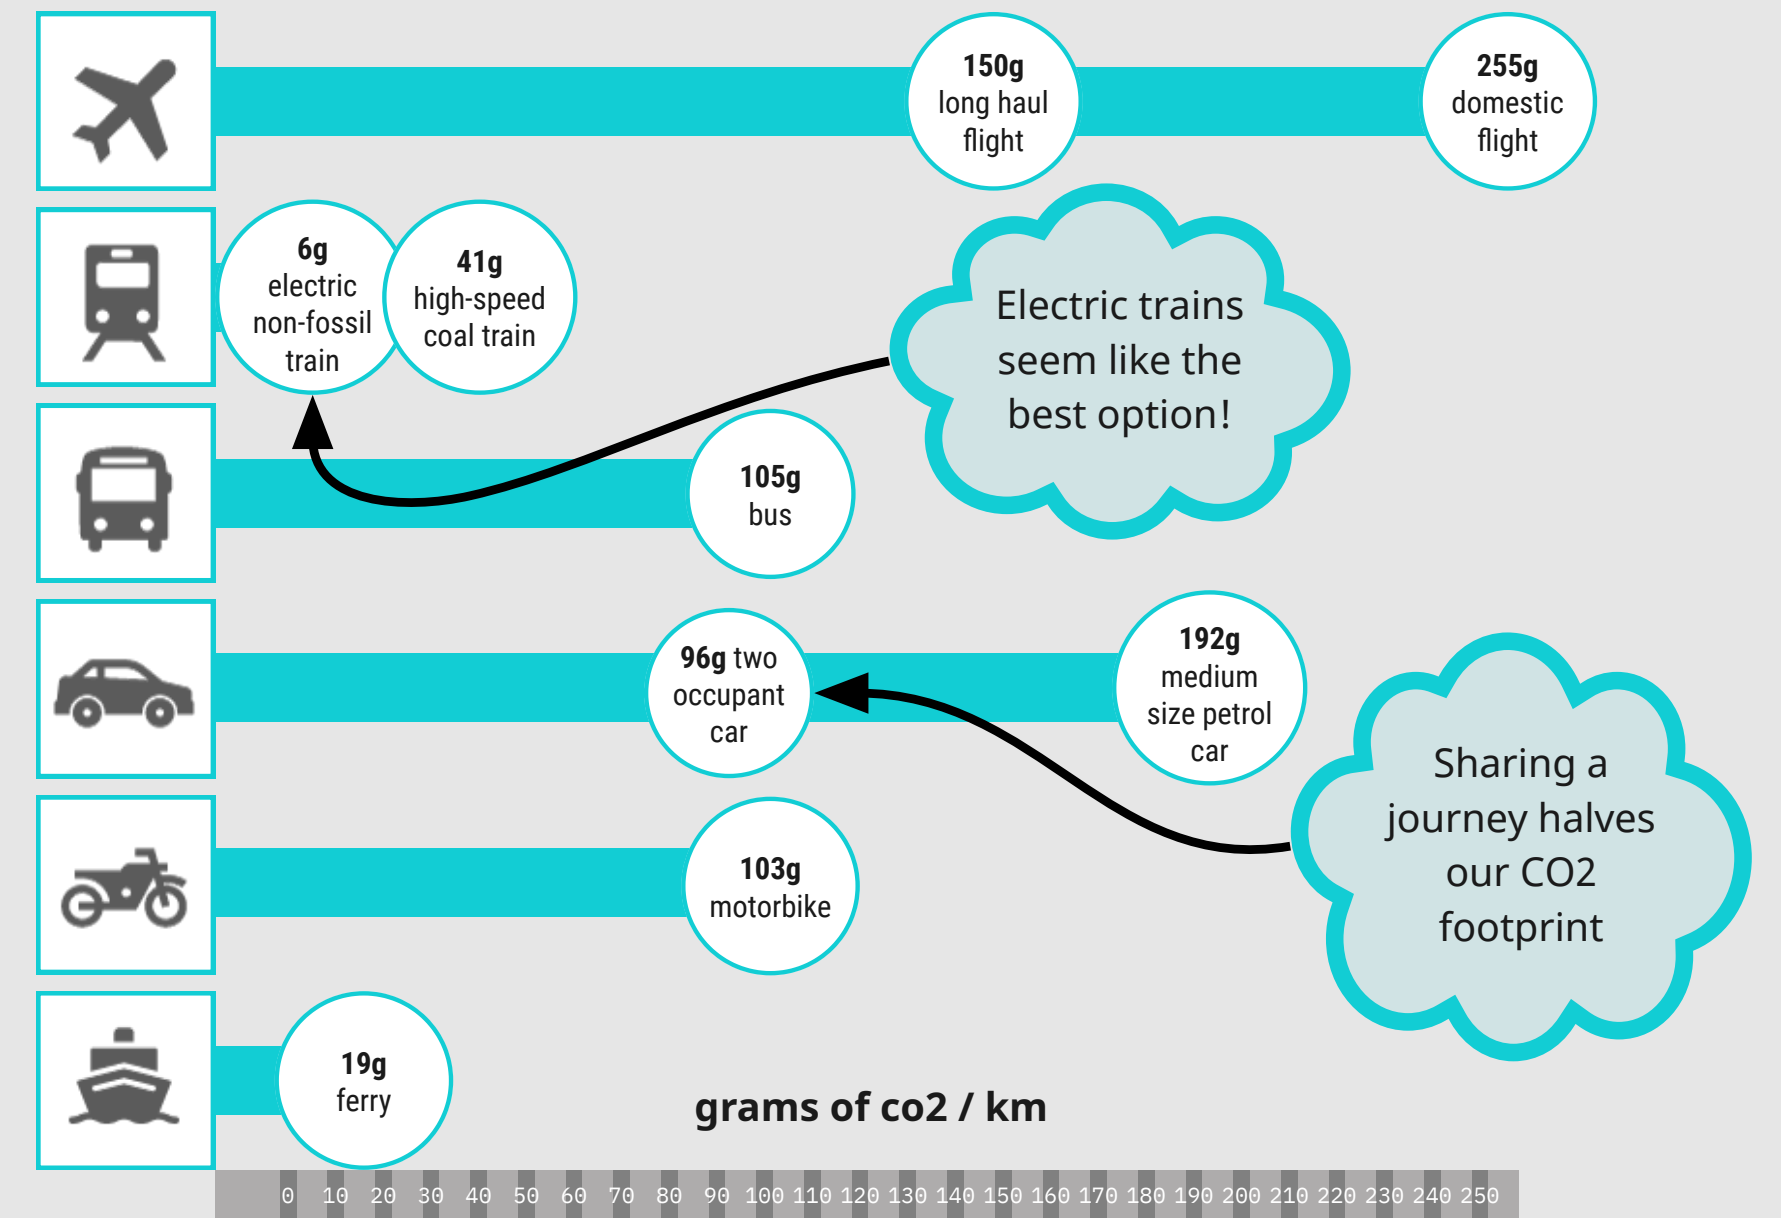 150g
long haul
flight
255g
domestic
flight
6g
electric
non-fossil
train
41g
high-speed
coal train
Electric trains
seem like the
best option!
105g
bus
96g two
occupant
car
192g
medium
size petrol
car
Sharing a
journey halves
our CO2
footprint
103g
motorbike
19g
ferry
grams of co2 / km
0 10 20 30 40 50 60 70 80 90 100 110 120 130 140 150 160 170 180 190 200 210 220 230 240 250